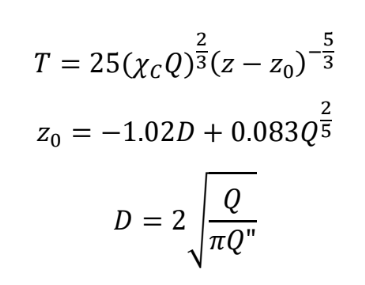 T = 25(χ_C Q)^{2/3}(z − z_0)^{−5/3}
z_0 = −1.02D + 0.083Q^{2/5}
D = 2√(Q/(πQ"))